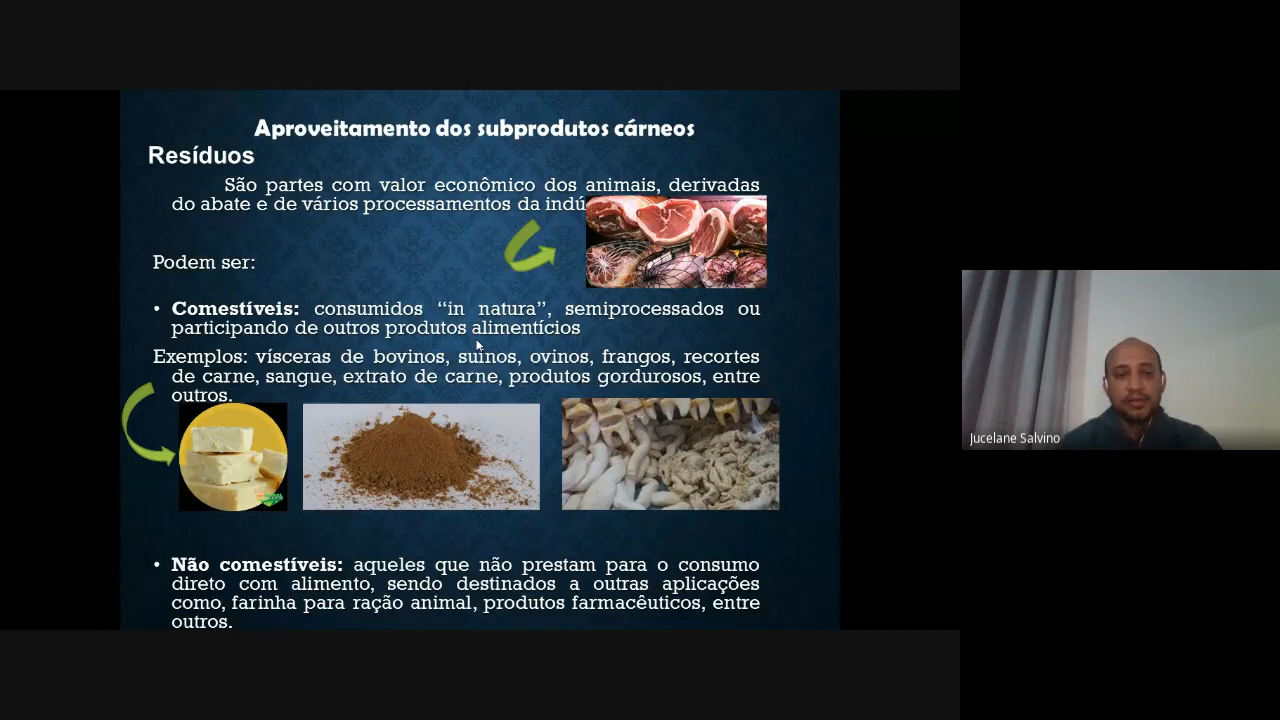 Aproveitamento dos subprodutos cárneos
Resíduos
São partes com valor econômico dos animais, derivadas
do abate e de vários processamentos da indú
Podem ser:
• Comestíveis: consumidos “in natura”, semiprocessados ou
participando de outros produtos alimentícios
Exemplos: vísceras de bovinos, suínos, ovinos, frangos, recortes
de carne, sangue, extrato de carne, produtos gordurosos, entre
outros.
• Não comestíveis: aqueles que não prestam para o consumo
direto com alimento, sendo destinados a outras aplicações
como, farinha para ração animal, produtos farmacêuticos, entre
outros.
Jucelane Salvino